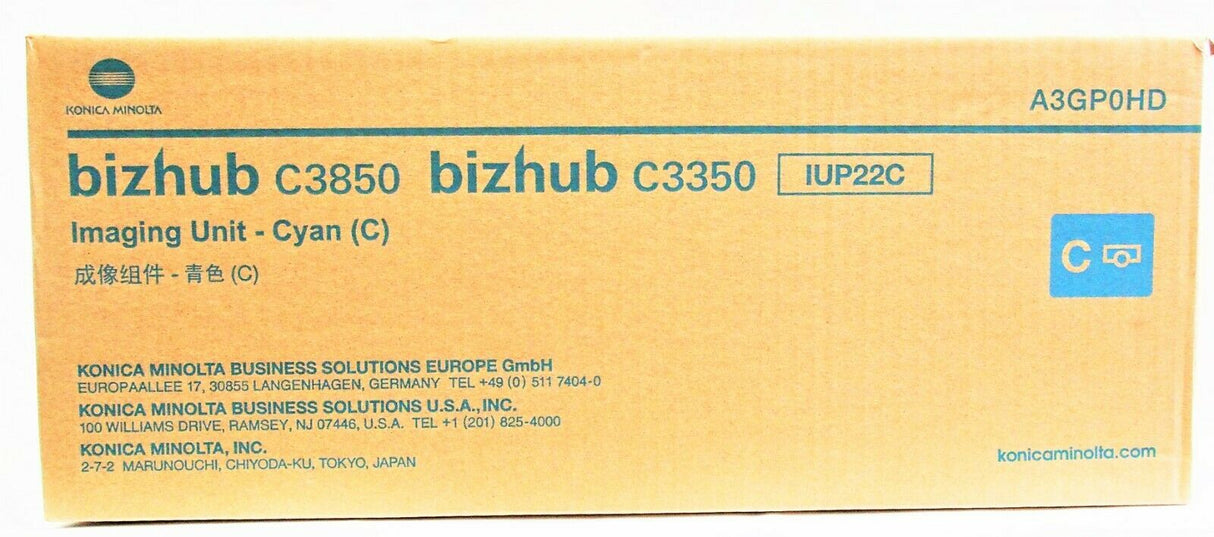 KONICA MINOLTA
A3GP0HD
bizhub C3850 bizhub C3350 IUP22C
Imaging Unit - Cyan (C)
成像组件 - 青色 (C)
C
KONICA MINOLTA BUSINESS SOLUTIONS EUROPE GmbH
EUROPAALLEE 17, 30855 LANGENHAGEN, GERMANY TEL +49 (0) 511 7404-0
KONICA MINOLTA BUSINESS SOLUTIONS U.S.A., INC.
100 WILLIAMS DRIVE, RAMSEY, NJ 07446, U.S.A. TEL +1 (201) 825-4000
KONICA MINOLTA, INC.
2-7-2 MARUNOUCHI, CHIYODA-KU, TOKYO, JAPAN
konicaminolta.com